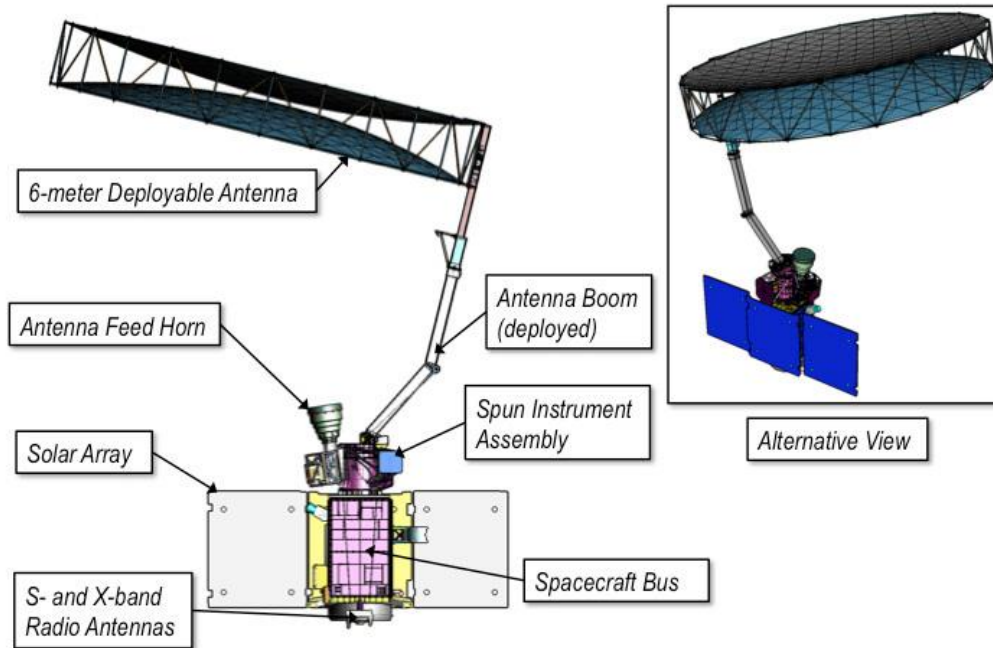 6-meter Deployable Antenna
Antenna Feed Horn
Antenna Boom
(deployed)
Spun Instrument
Assembly
Alternative View
Solar Array
Spacecraft Bus
S- and X-band
Radio Antennas